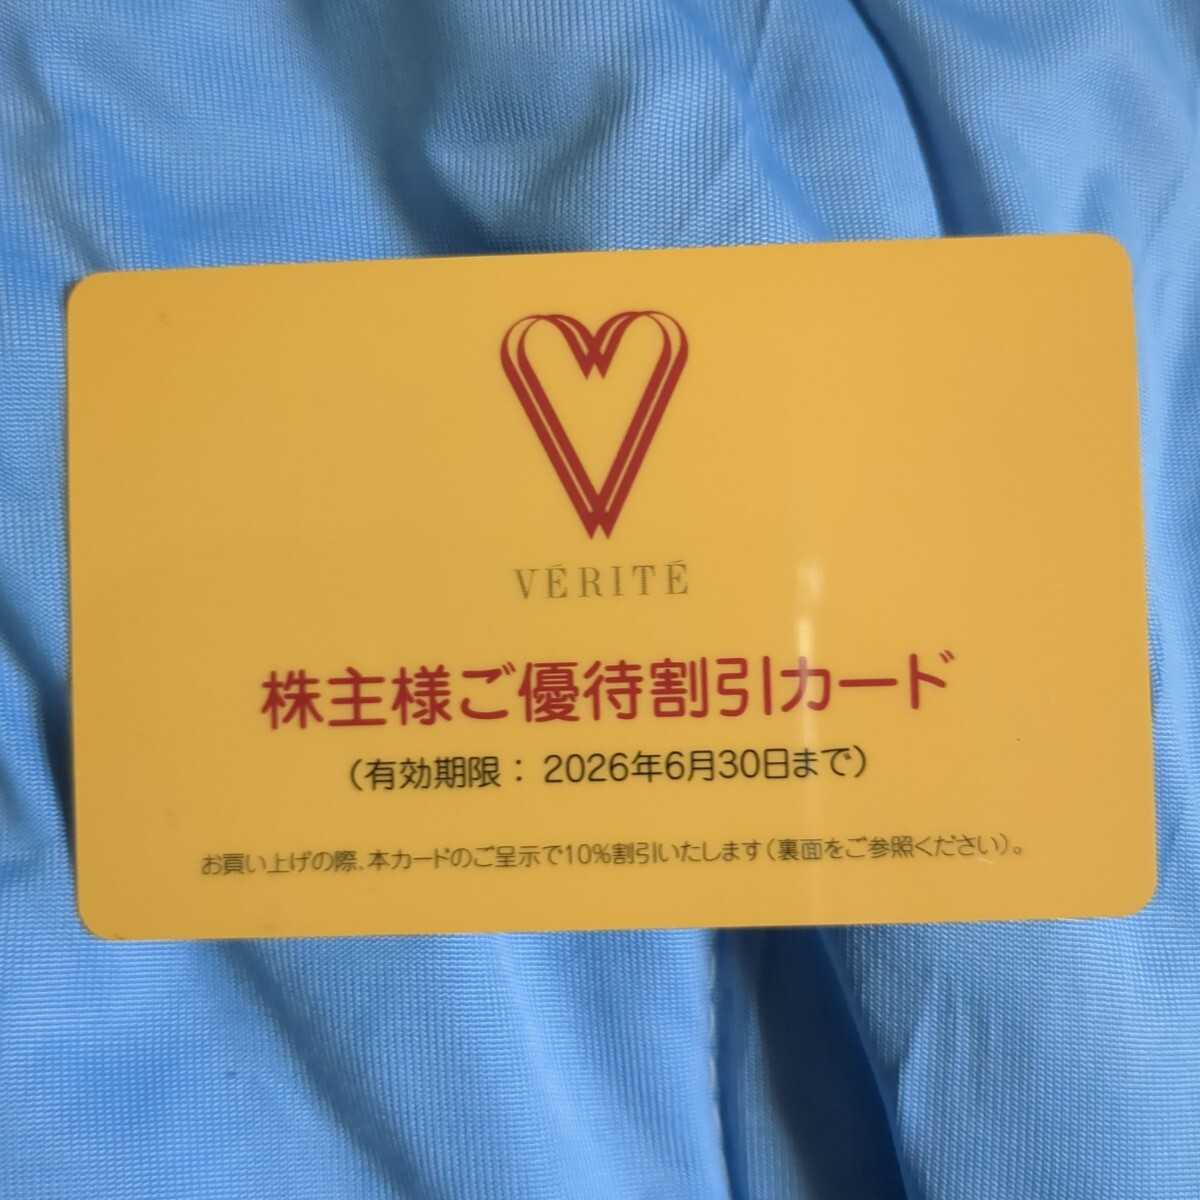 VÉRITÉ
株主様ご優待割引カード
（有効期限： 2026年6月30日まで）
お買い上げの際、本カードのご呈示で10%割引いたします（裏面をご参照ください）。